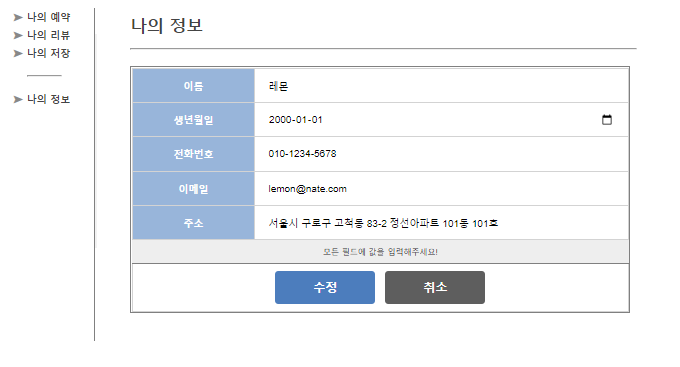 나의 예약
나의 리뷰
나의 저장
나의 정보
나의 정보
이름 레몬
생년월일 2000-01-01
전화번호 010-1234-5678
이메일 lemon@nate.com
주소 서울시 구로구 고척동 83-2 정선아파트 101동 101호
모든 필드에 값을 입력해주세요!
수정 취소